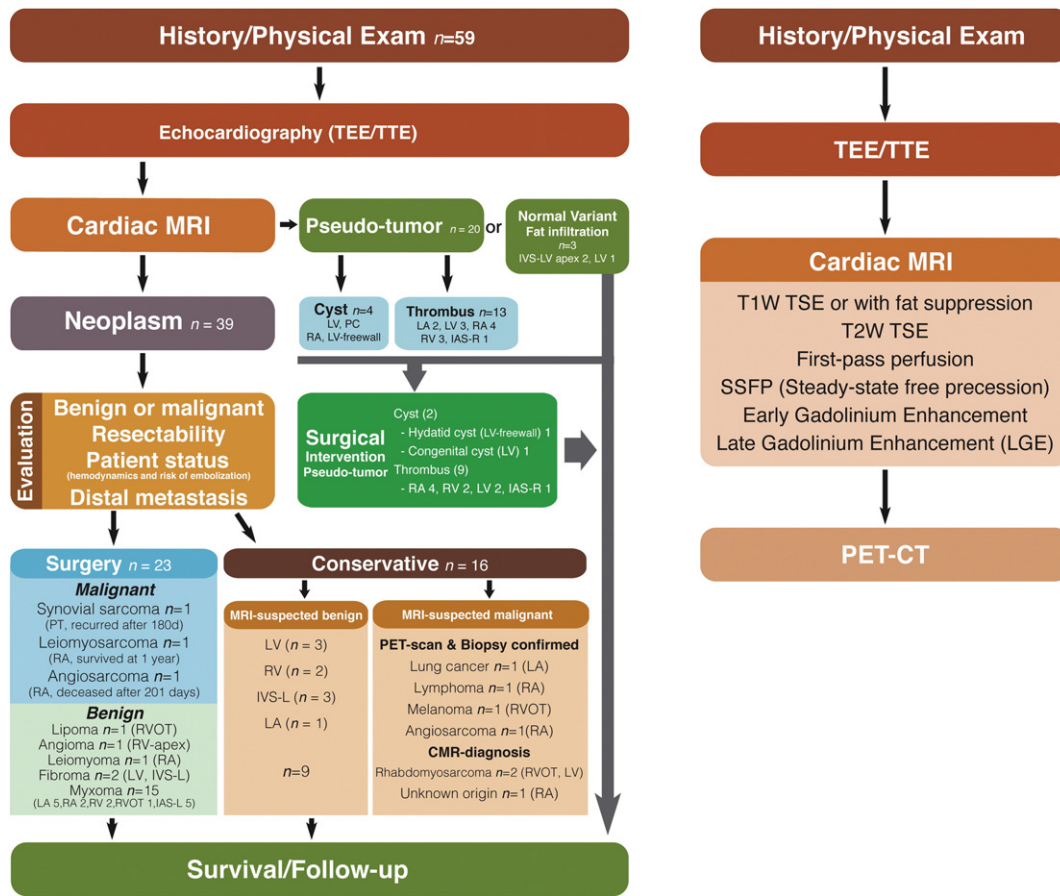 History/Physical Exam n=59
Echocardiography (TEE/TTE)
Cardiac MRI
Pseudo-tumor n = 20
or
Normal Variant
Fat infiltration
n=3
IVS-LV apex 2, LV 1
Cyst n=4
LV, PC
RA, LV-freewall
Thrombus n=13
LA 2, LV 3, RA 4
RV 3, IAS-R 1
Neoplasm n = 39
Evaluation
Benign or malignant
Resectability
Patient status
(hemodynamics and risk of embolization)
Distal metastasis
Surgical
Intervention
Pseudo-tumor
Cyst (2)
- Hydatid cyst (LV-freewall) 1
- Congenital cyst (LV) 1
Thrombus (9)
- RA 4, RV 2, LV 2, IAS-R 1
Surgery n = 23
Malignant
Synovial sarcoma n=1
(PT, recurred after 180d)
Leiomyosarcoma n=1
(RA, survived at 1 year)
Angiosarcoma n=1
(RA, deceased after 201 days)
Benign
Lipoma n=1 (RVOT)
Angioma n=1 (RV-apex)
Leiomyoma n=1 (RA)
Fibroma n=2 (LV, IVS-L)
Myxoma n=15
(LA 5,RA 2,RV 2,RVOT 1,IAS-L 5)
Conservative n = 16
MRI-suspected benign
LV (n = 3)
RV (n = 2)
IVS-L (n = 3)
LA (n = 1)
n=9
MRI-suspected malignant
PET-scan & Biopsy confirmed
Lung cancer n=1 (LA)
Lymphoma n=1 (RA)
Melanoma n=1 (RVOT)
Angiosarcoma n=1(RA)
CMR-diagnosis
Rhabdomyosarcoma n=2 (RVOT, LV)
Unknown origin n=1 (RA)
Survival/Follow-up
History/Physical Exam
TEE/TTE
Cardiac MRI
T1W TSE or with fat suppression
T2W TSE
First-pass perfusion
SSFP (Steady-state free precession)
Early Gadolinium Enhancement
Late Gadolinium Enhancement (LGE)
PET-CT